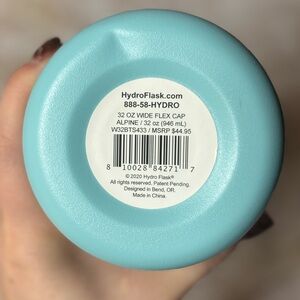 HydroFlask.com
888-58-HYDRO
32 OZ WIDE FLEX CAP
ALPINE / 32 oz (946 mL)
W32BTS433 / MSRP $44.95
8 10028 84271 7
© 2020 Hydro Flask®
All rights reserved. Patent Pending.
Designed in Bend, OR.
Made in China.